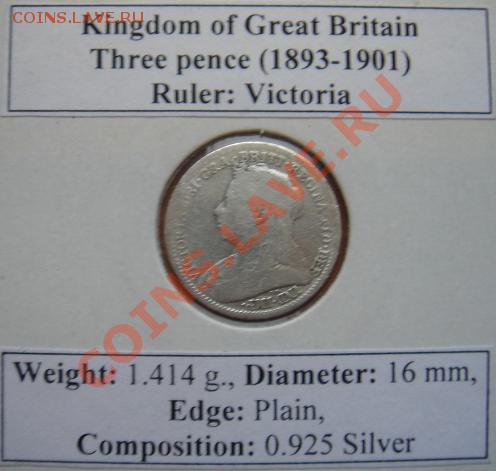 COINS.LAVE.RU
Kingdom of Great Britain
Three pence (1893-1901)
Ruler: Victoria
COINS.LAVE.RU
Weight: 1.414 g., Diameter: 16 mm,
Edge: Plain,
Composition: 0.925 Silver